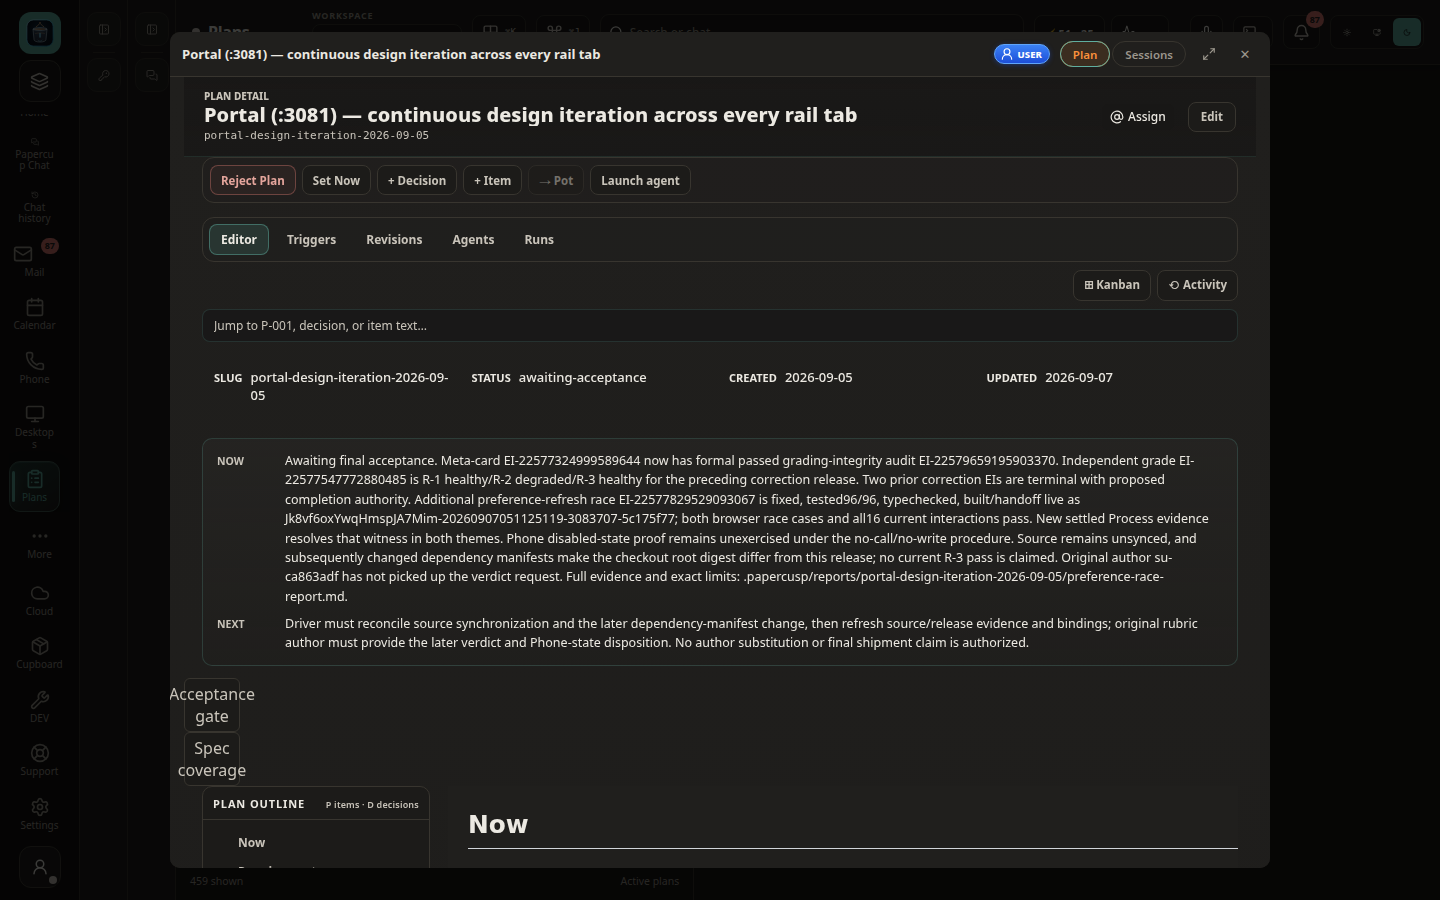 WORKSPACE
Plans
Search or chat
87
Portal (:3081) — continuous design iteration across every rail tab
USER
Plan
Sessions
PLAN DETAIL
Portal (:3081) — continuous design iteration across every rail tab
portal-design-iteration-2026-09-05
Assign
Edit
Reject Plan
Set Now
+ Decision
+ Item
→ Pot
Launch agent
Editor
Triggers
Revisions
Agents
Runs
⊞ Kanban
⟲ Activity
Jump to P-001, decision, or item text...
SLUG portal-design-iteration-2026-09-
05
STATUS awaiting-acceptance
CREATED 2026-09-05
UPDATED 2026-09-07
NOW
Awaiting final acceptance. Meta-card EI-22577324999589644 now has formal passed grading-integrity audit EI-22579659195903370. Independent grade EI-
22577547772880485 is R-1 healthy/R-2 degraded/R-3 healthy for the preceding correction release. Two prior correction EIs are terminal with proposed
completion authority. Additional preference-refresh race EI-22577829529093067 is fixed, tested96/96, typechecked, built/handoff live as
Jk8vf6oxYwqHmspJA7Mim-20260907051125119-3083707-5c175f77; both browser race cases and all16 current interactions pass. New settled Process evidence
resolves that witness in both themes. Phone disabled-state proof remains unexercised under the no-call/no-write procedure. Source remains unsynced, and
subsequently changed dependency manifests make the checkout root digest differ from this release; no current R-3 pass is claimed. Original author su-
ca863adf has not picked up the verdict request. Full evidence and exact limits: .papercusp/reports/portal-design-iteration-2026-09-05/preference-race-
report.md.
NEXT
Driver must reconcile source synchronization and the later dependency-manifest change, then refresh source/release evidence and bindings; original rubric
author must provide the later verdict and Phone-state disposition. No author substitution or final shipment claim is authorized.
Acceptance
gate
Spec
coverage
PLAN OUTLINE
P items · D decisions
Now
Now
Papercu
p Chat
Chat
history
87
Mail
Calendar
Phone
Desktop
s
Plans
More
Cloud
Cupboard
DEV
Support
Settings
459 shown
Active plans